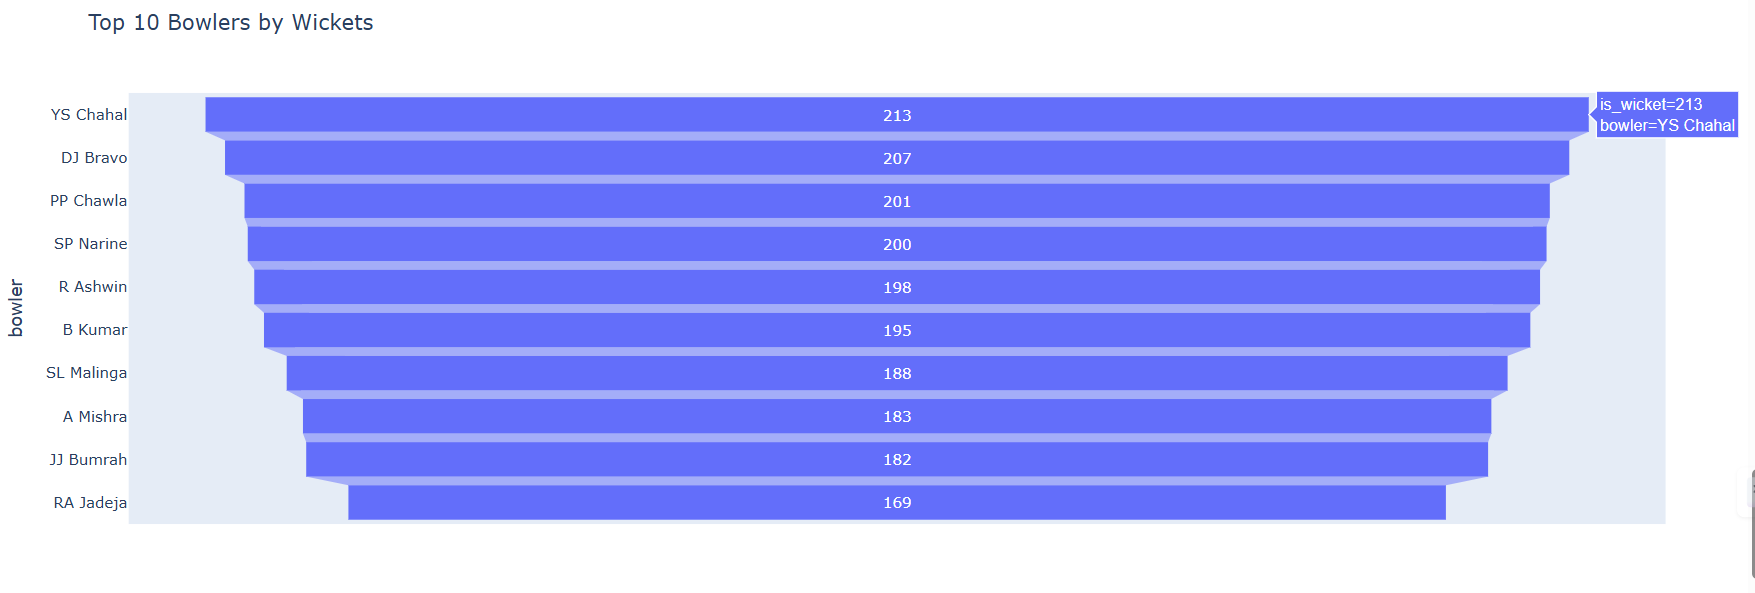 Top 10 Bowlers by Wickets
YS Chahal 213
is_wicket=213
bowler=YS Chahal
DJ Bravo 207
PP Chawla 201
SP Narine 200
R Ashwin 198
bowler
B Kumar 195
SL Malinga 188
A Mishra 183
JJ Bumrah 182
RA Jadeja 169